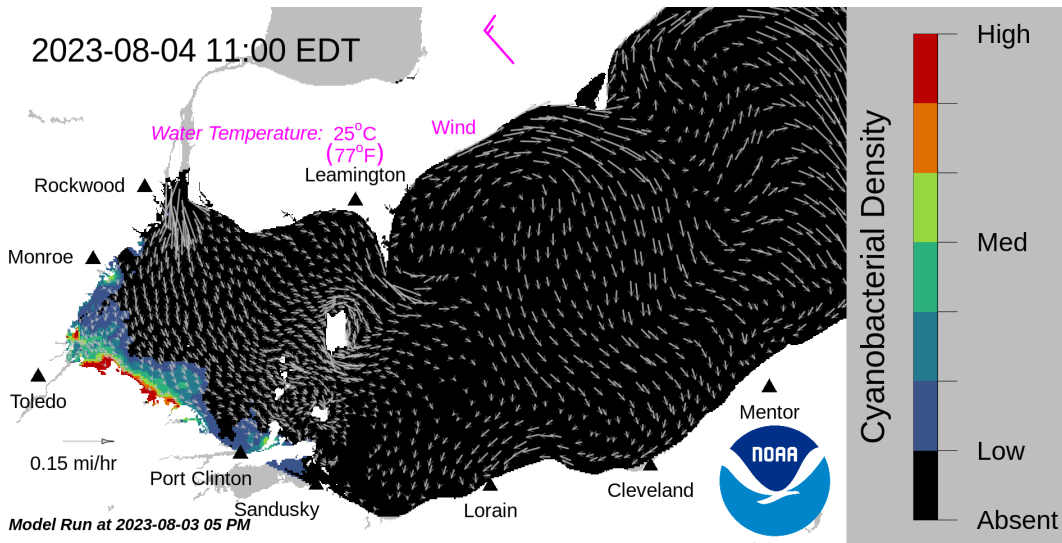 2023-08-04 11:00 EDT
High
Wind
Water Temperature: 25°C
(77°F)
Leamington
Rockwood
Cyanobacterial Density
Med
Monroe
Toledo
Mentor
0.15 mi/hr
NOAA
Low
Port Clinton
Cleveland
Sandusky
Lorain
Model Run at 2023-08-03 05 PM
Absent